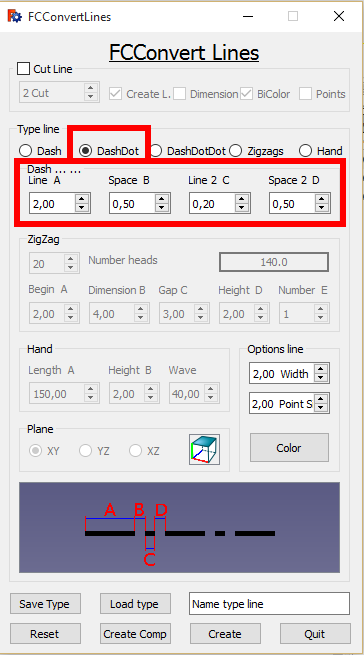 FCConvertLines
FCConvert Lines
Cut Line
2 Cut Create L. Dimension BiColor Points
Type line
Dash DashDot DashDotDot Zigzags Hand
Dash ... ...
Line A Space B Line 2 C Space 2 D
2,00 0,50 0,20 0,50
ZigZag
20 Number heads 140.0
Begin A Dimension B Gap C Height D Number E
2,00 4,00 3,00 2,00 1
Hand
Length A Height B Wave
150,00 2,00 40,00
Options line
2,00 Width
2,00 Point S
Color
Plane
XY YZ XZ
A B D
C
Save Type Load type Name type line
Reset Create Comp Create Quit